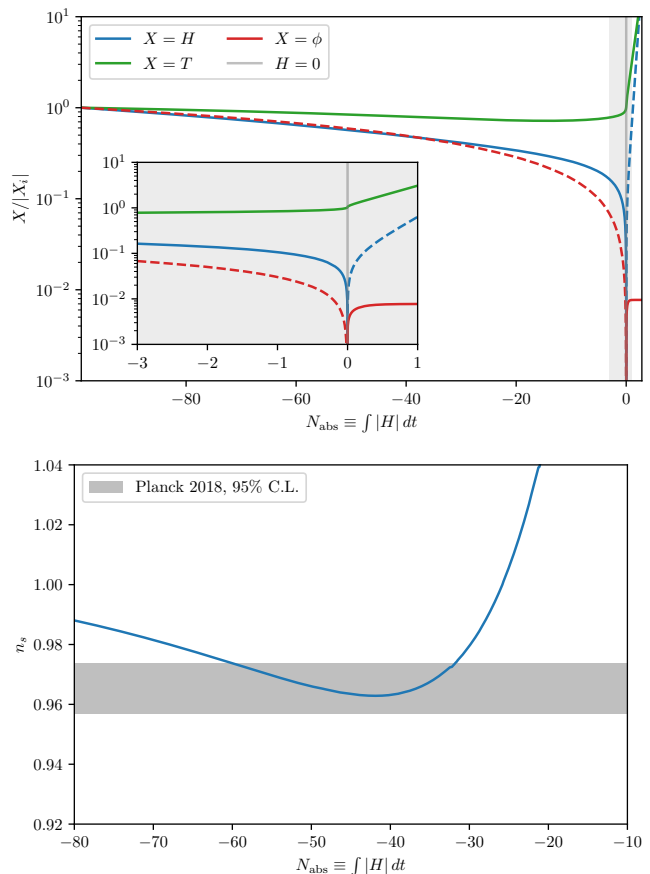 10^1
10^0
10^−1
10^−2
10^−3
X/|X_i|
X = H
X = T
X = ϕ
H = 0
10^1
10^0
10^−1
10^−2
10^−3
−3 −2 −1 0 1
−80 −60 −40 −20 0
N_abs ≡ ∫ |H| dt
1.04
1.02
1.00
0.98
0.96
0.94
0.92
n_s
Planck 2018, 95% C.L.
−80 −70 −60 −50 −40 −30 −20 −10
N_abs ≡ ∫ |H| dt